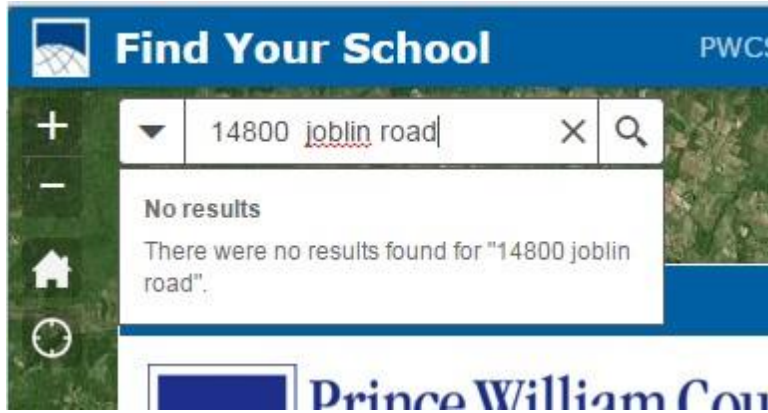 Find Your School
PWCS
14800  joblin road
No results
There were no results found for "14800 joblin
road".
Prince William Cou